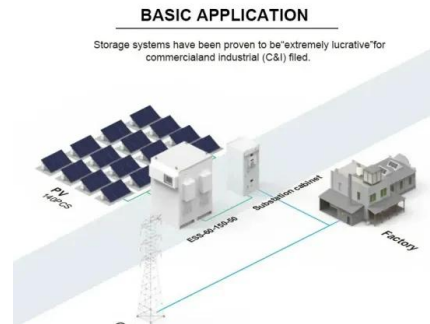 BASIC APPLICATION
Storage systems have been proven to be“extremely lucrative”for
commercialand industrial (C&I) filed.
PV
140PCS
ESS-60-150-50
Substation cabinet
Factory